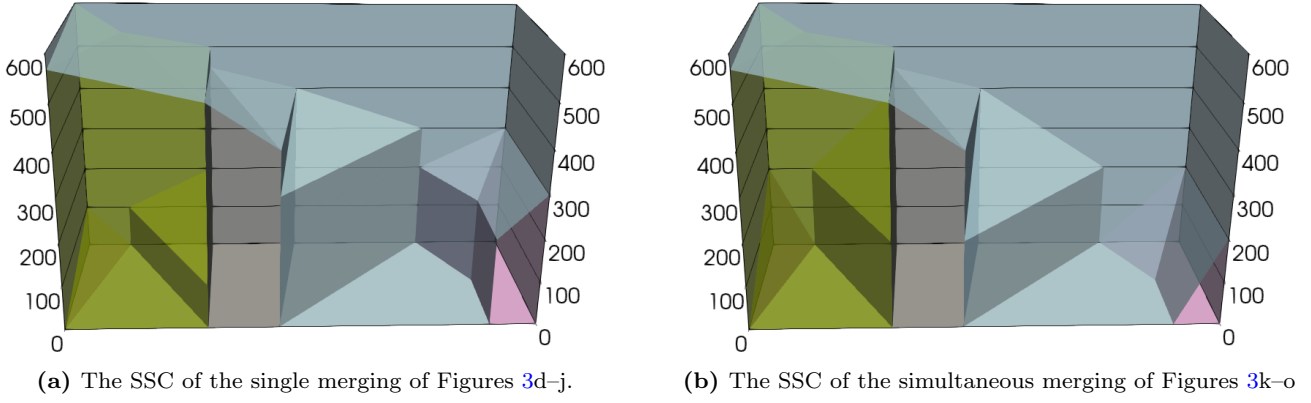 600 600 600 600
500 500 500 500
400 400 400 400
300 300 300 300
200 200 200 200
100 100 100 100
0 0 0 0
(a) The SSC of the single merging of Figures 3d–j.
(b) The SSC of the simultaneous merging of Figures 3k–o